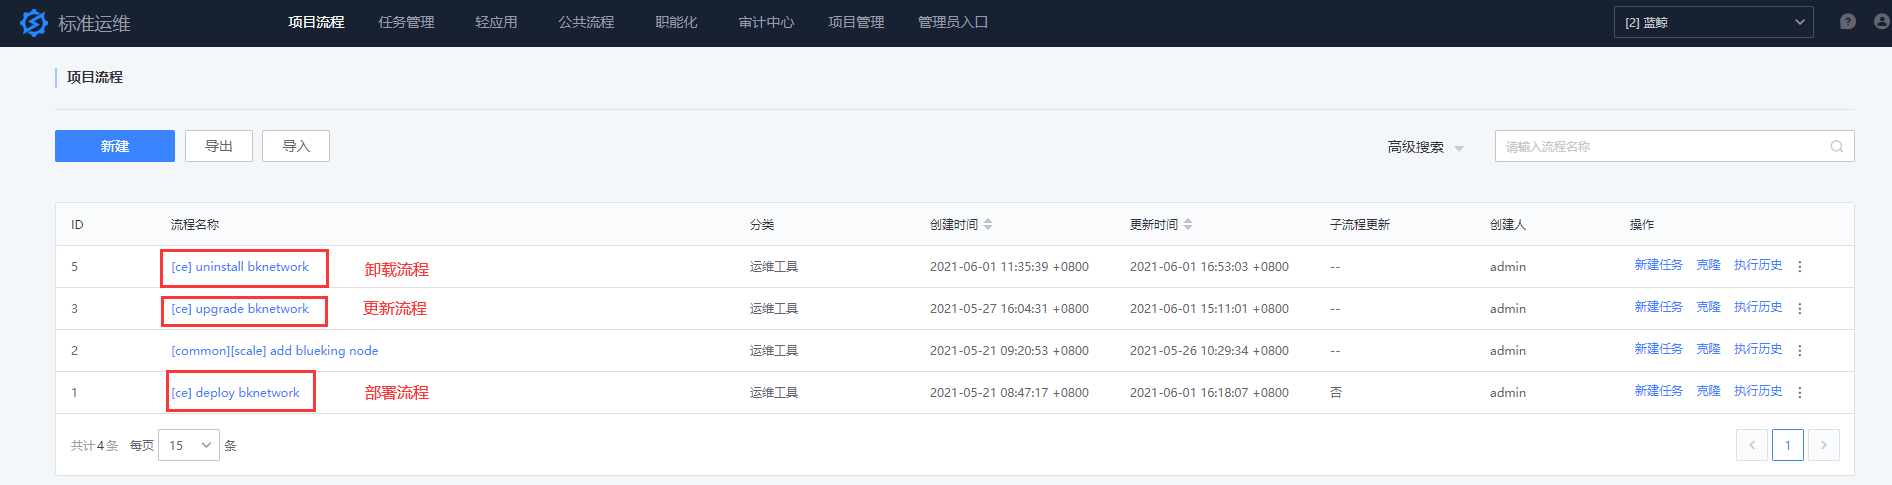 标准运维 项目流程 任务管理 轻应用 公共流程 职能化 审计中心 项目管理 管理员入口 [2] 蓝鲸
项目流程
新建 导出 导入 高级搜索 请输入流程名称
ID 流程名称 分类 创建时间 更新时间 子流程更新 创建人 操作
5 [ce] uninstall bknetwork 卸载流程 运维工具 2021-06-01 11:35:39 +0800 2021-06-01 16:53:03 +0800 -- admin 新建任务 克隆 执行历史
3 [ce] upgrade bknetwork 更新流程 运维工具 2021-05-27 16:04:31 +0800 2021-06-01 15:11:01 +0800 -- admin 新建任务 克隆 执行历史
2 [common][scale] add blueking node 运维工具 2021-05-21 09:20:53 +0800 2021-05-26 10:29:34 +0800 -- admin 新建任务 克隆 执行历史
1 [ce] deploy bknetwork 部署流程 运维工具 2021-05-21 08:47:17 +0800 2021-06-01 16:18:07 +0800 否 admin 新建任务 克隆 执行历史
共计4条 每页 15 条 1